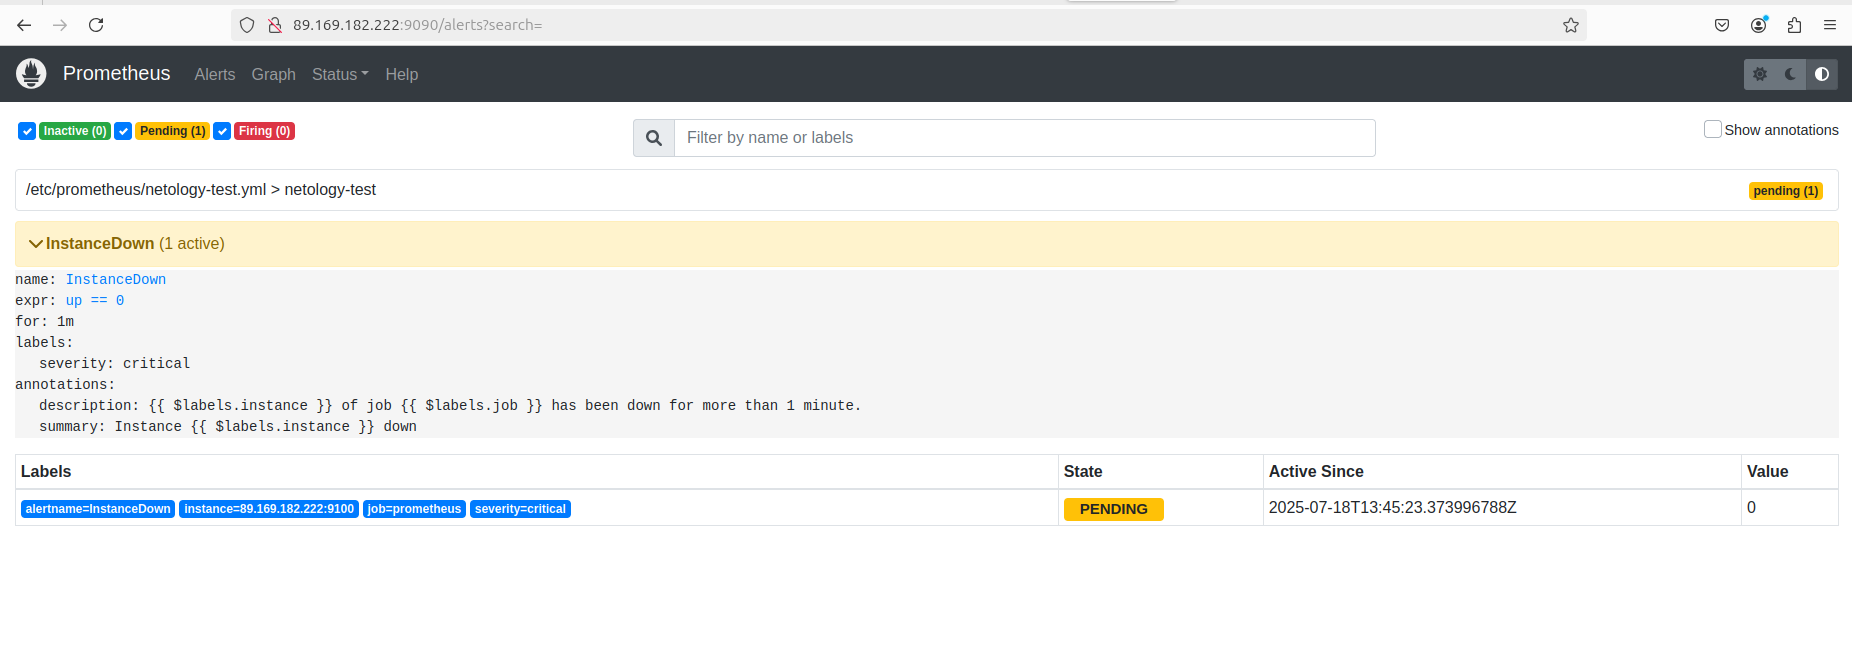 89.169.182.222:9090/alerts?search=
Prometheus Alerts Graph Status Help
Inactive (0) Pending (1) Firing (0) Filter by name or labels Show annotations
/etc/prometheus/netology-test.yml > netology-test pending (1)
InstanceDown (1 active)
name: InstanceDown
expr: up == 0
for: 1m
labels:
severity: critical
annotations:
description: {{ $labels.instance }} of job {{ $labels.job }} has been down for more than 1 minute.
summary: Instance {{ $labels.instance }} down
Labels State Active Since Value
alertname=InstanceDown instance=89.169.182.222:9100 job=prometheus severity=critical PENDING 2025-07-18T13:45:23.373996788Z 0